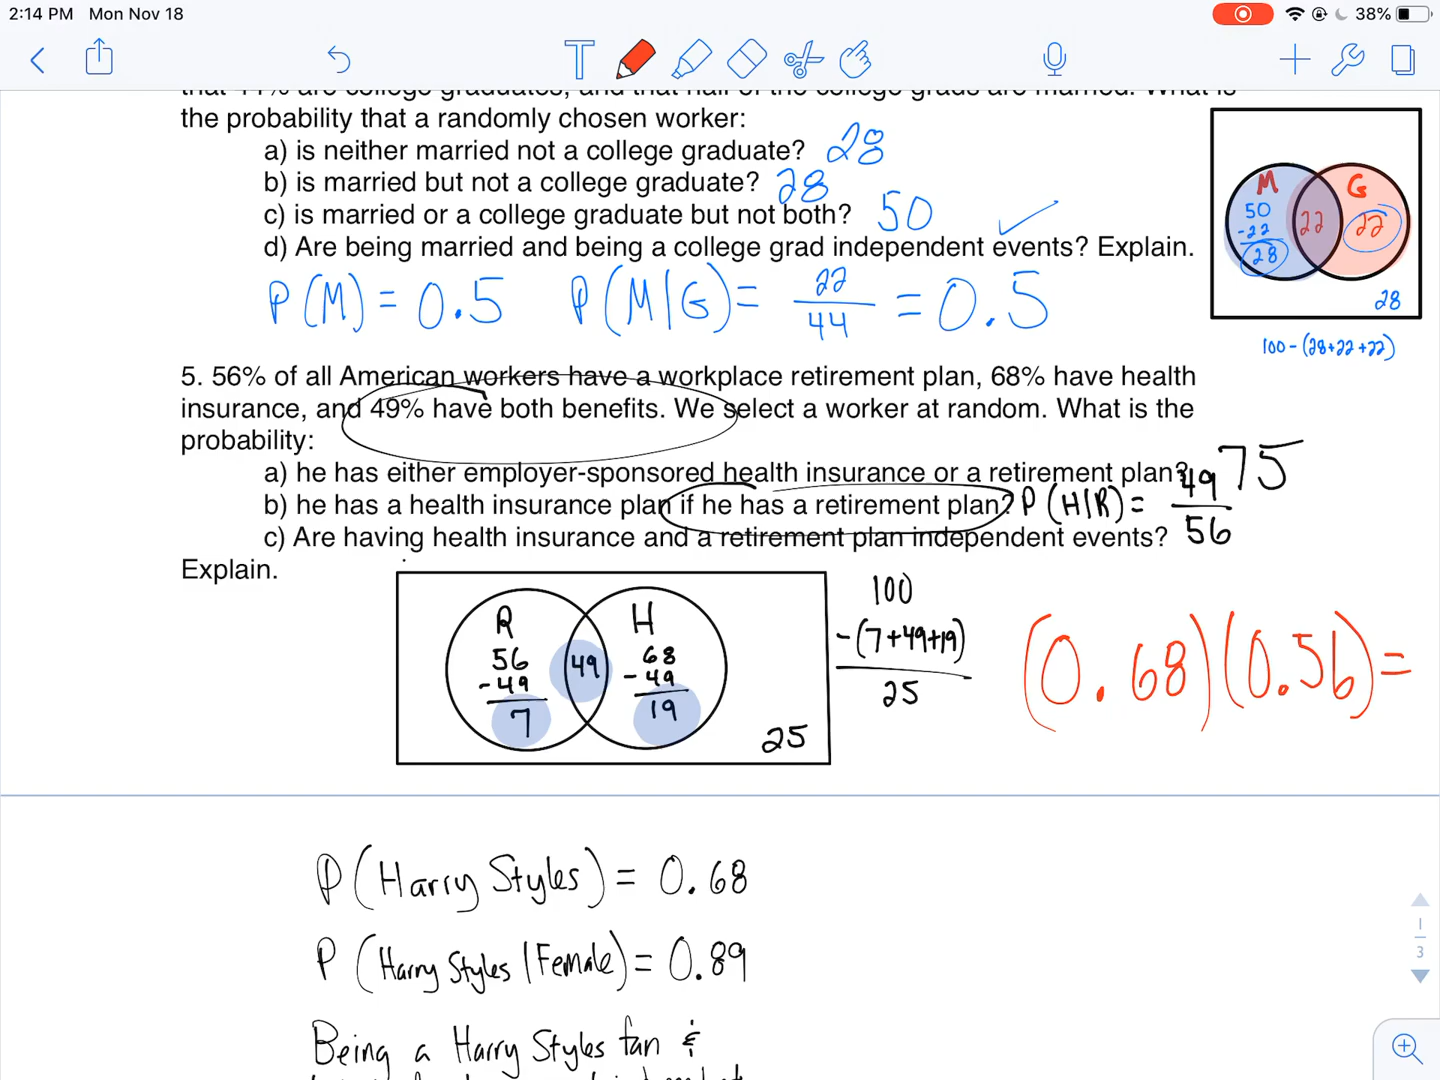 2:14 PM Mon Nov 18
38%
T
the probability that a randomly chosen worker:
a) is neither married not a college graduate? 28
b) is married but not a college graduate? 28
c) is married or a college graduate but not both? 50
d) Are being married and being a college grad independent events? Explain.
P(M) = 0.5 P(M|G) = 22/44 = 0.5
M
G
50
-22
28
22
22
28
100-(28+22+22)
5. 56% of all American workers have a workplace retirement plan, 68% have health
insurance, and 49% have both benefits. We select a worker at random. What is the
probability:
a) he has either employer-sponsored health insurance or a retirement plan? 75
b) he has a health insurance plan if he has a retirement plan? P(H|R) = 49/56
c) Are having health insurance and a retirement plan independent events?
Explain.
R
56
-49
7
49
H
68
-49
19
25
100
-(7+49+19)
25
(0.68)(0.56)=
P(Harry Styles) = 0.68
P(Harry Styles|Female) = 0.89
Being a Harry Styles fan &
1
3